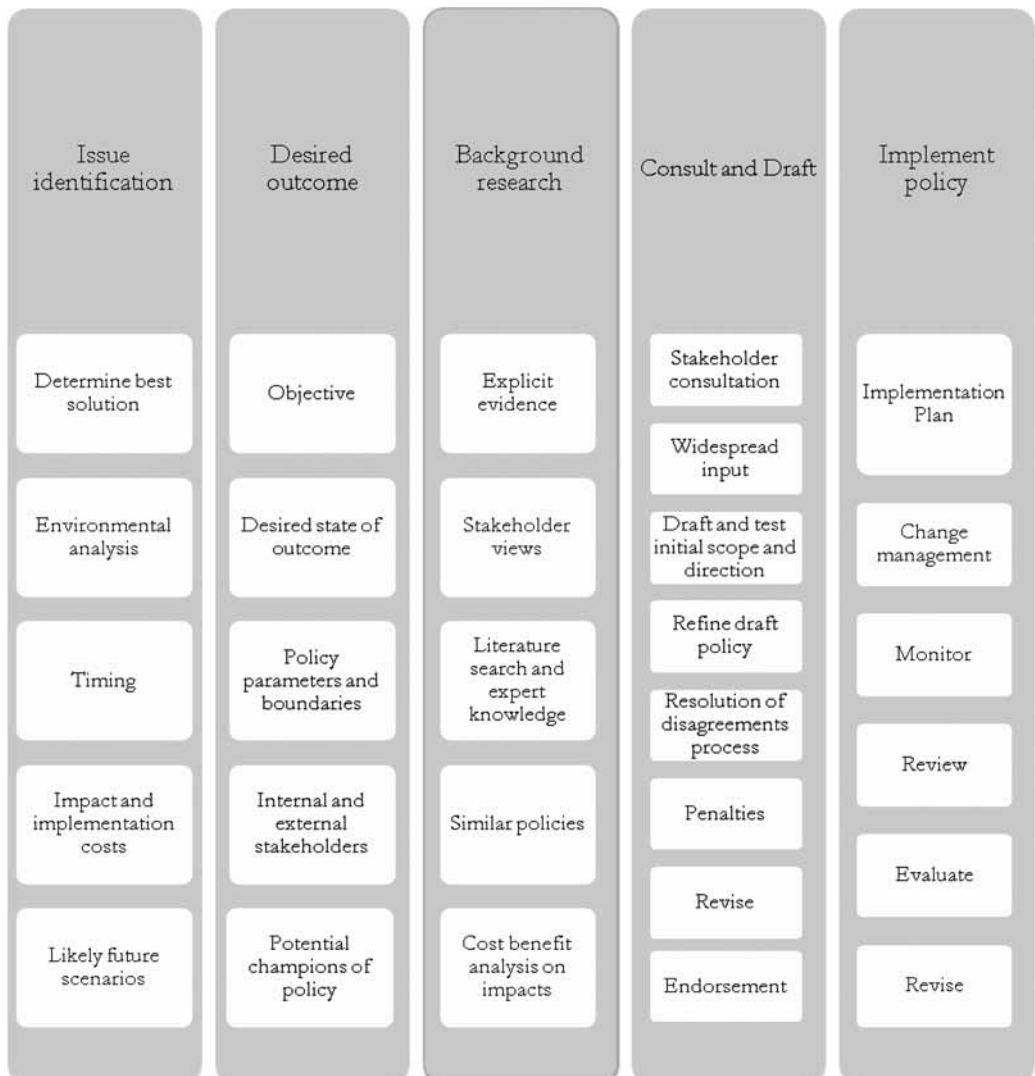 Issue
identification
Determine best
solution
Environmental
analysis
Timing
Impact and
implementation
costs
Likely future
scenarios
Desired
outcome
Objective
Desired state of
outcome
Policy
parameters and
boundaries
Internal and
external
stakeholders
Potential
champions of
policy
Background
research
Explicit
evidence
Stakeholder
views
Literature
search and
expert
knowledge
Similar policies
Cost benefit
analysis on
impacts
Consult and Draft
Stakeholder
consultation
Widespread
input
Draft and test
initial scope and
direction
Refine draft
policy
Resolution of
disagreements
process
Penalties
Revise
Endorsement
Implement
policy
Implementation
Plan
Change
management
Monitor
Review
Evaluate
Revise